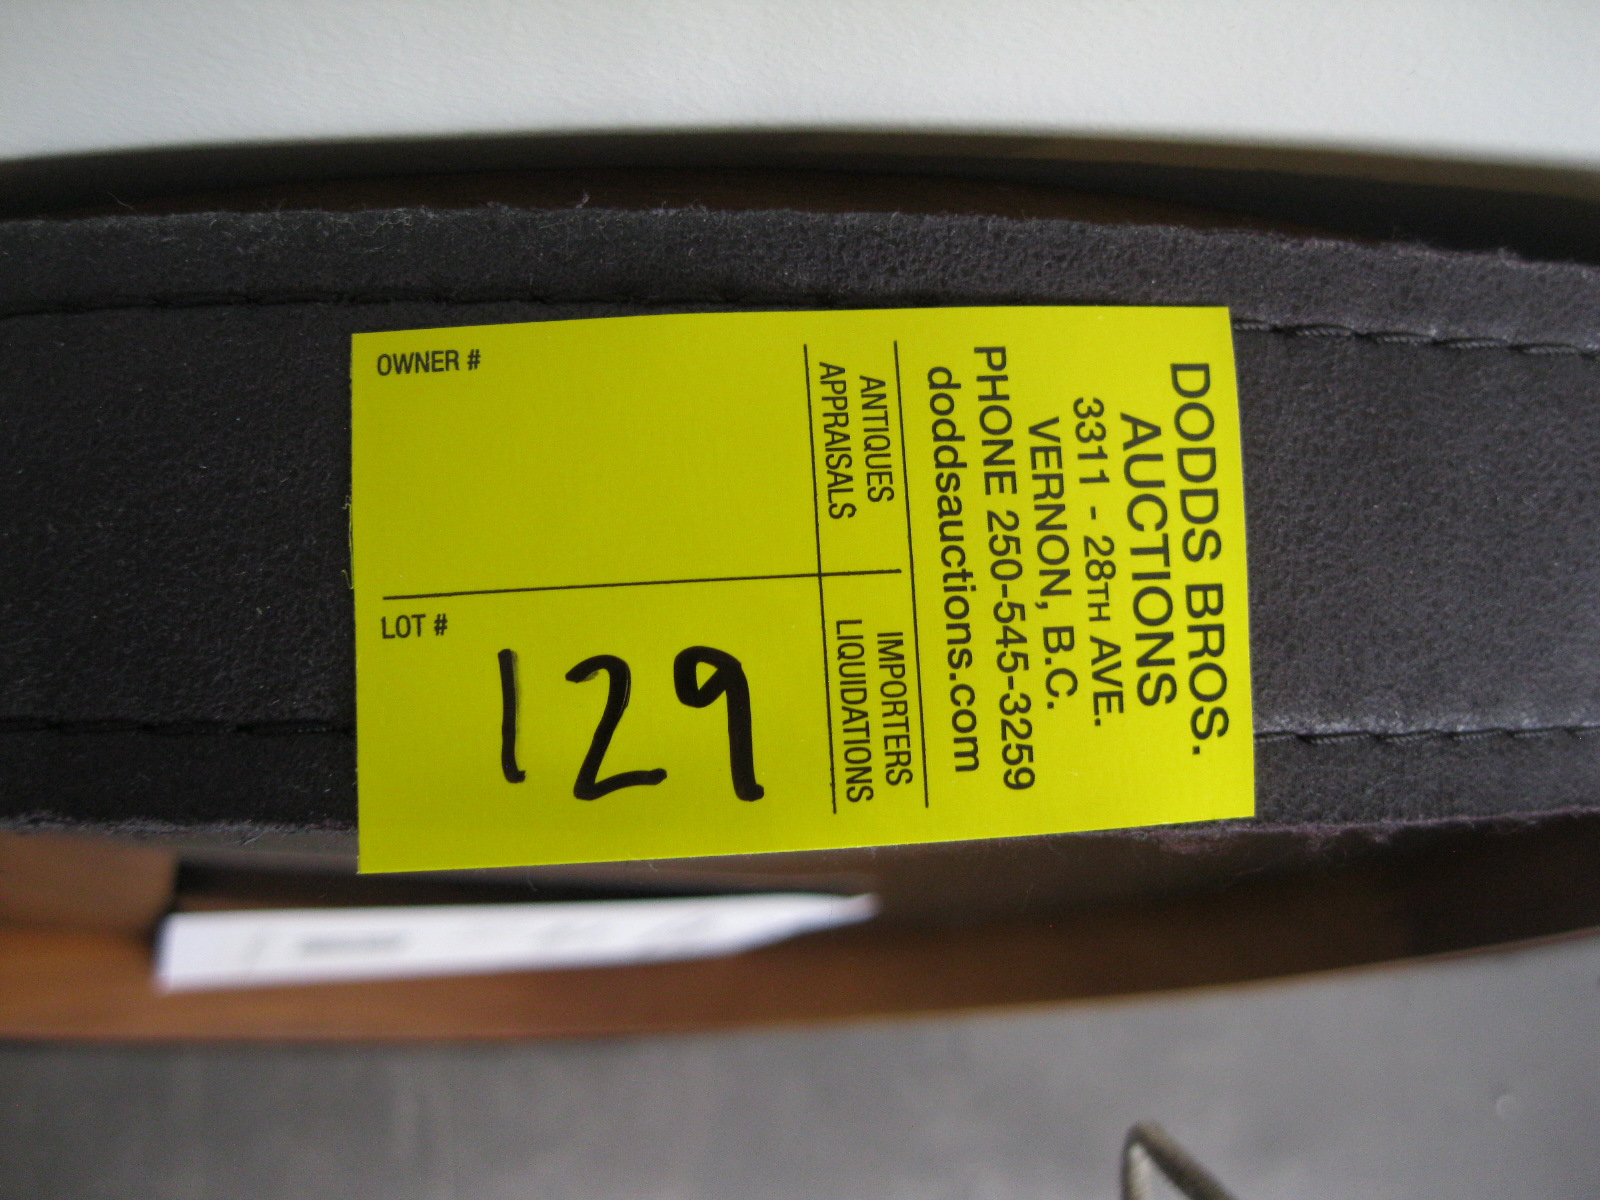 DODDS BROS.
AUCTIONS
3311 - 28TH AVE.
VERNON, B.C.
PHONE 250-545-3259
doddsauctions.com
ANTIQUES
APPRAISALS
IMPORTERS
LIQUIDATIONS
OWNER #
LOT #
129